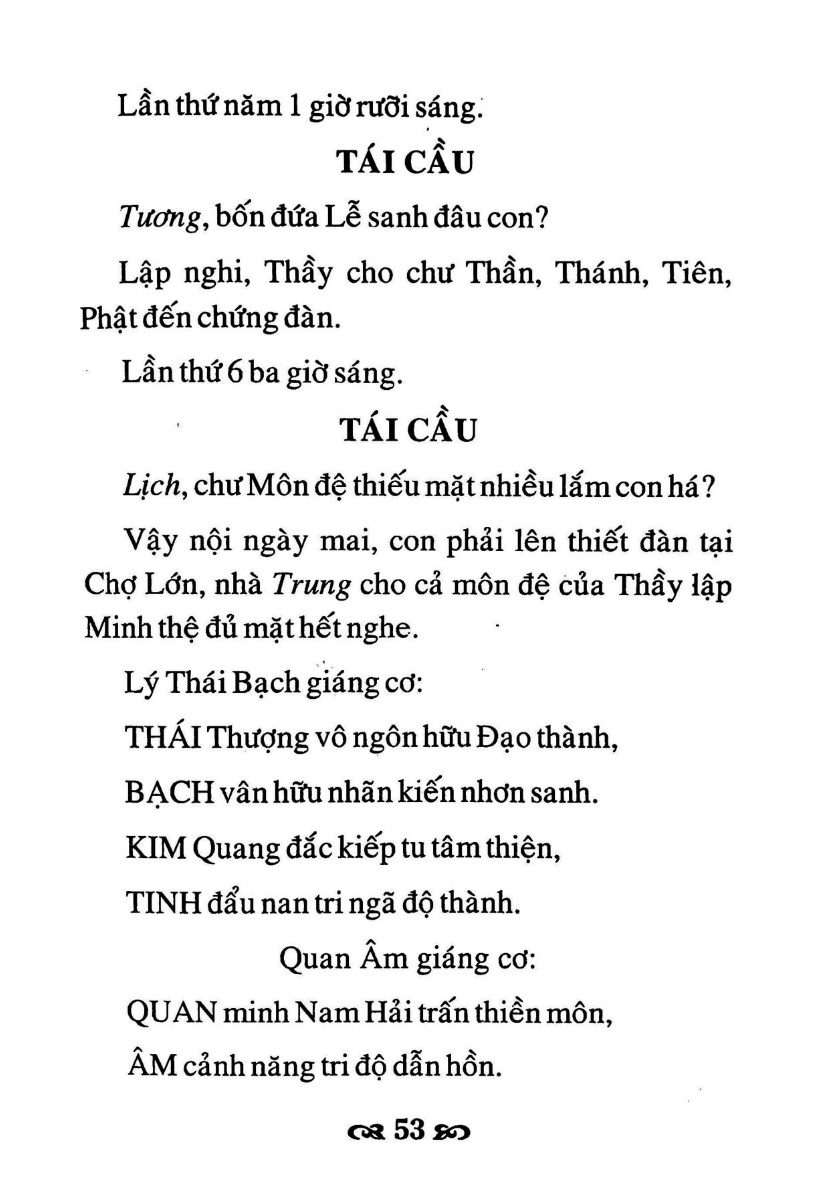 Lần thứ năm 1 giờ rưỡi sáng.
TÁI CẦU
Tương, bốn đứa Lễ sanh đâu con?
Lập nghi, Thầy cho chư Thần, Thánh, Tiên,
Phật đến chứng đàn.
Lần thứ 6 ba giờ sáng.
TÁI CẦU
Lịch, chư Môn đệ thiếu mặt nhiều lắm con há?
Vậy nội ngày mai, con phải lên thiết đàn tại
Chợ Lớn, nhà Trung cho cả môn đệ của Thầy lập
Minh thệ đủ mặt hết nghe.
Lý Thái Bạch giáng cơ:
THÁI Thượng vô ngôn hữu Đạo thành,
BẠCH vân hữu nhãn kiến nhơn sanh.
KIM Quang đắc kiếp tu tâm thiện,
TINH đẩu nan tri ngã độ thành.
Quan Âm giáng cơ:
QUAN minh Nam Hải trấn thiền môn,
ÂM cảnh năng tri độ dẫn hồn.
53